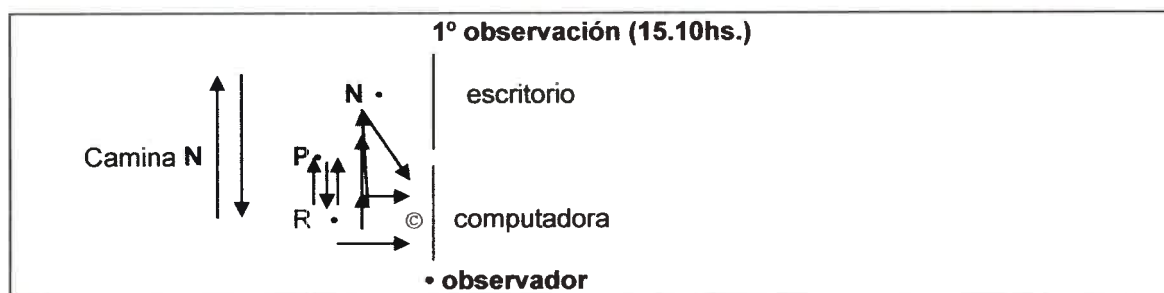 1º observación (15.10hs.)
N • escritorio
Camina N P•
R • © computadora
• observador